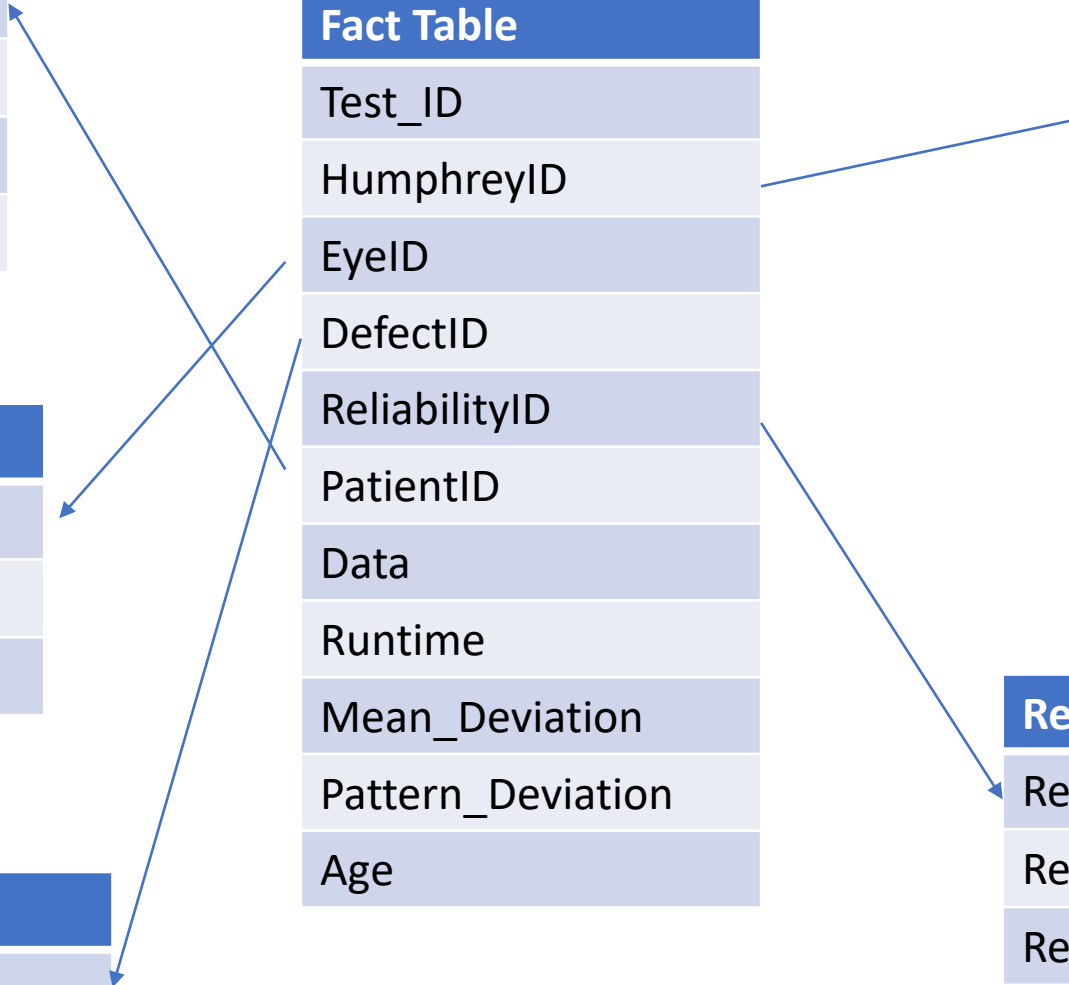 Fact Table
Test_ID
HumphreyID
EyeID
DefectID
ReliabilityID
PatientID
Data
Runtime
Mean_Deviation
Pattern_Deviation
Age
Re
Re
Re
Re